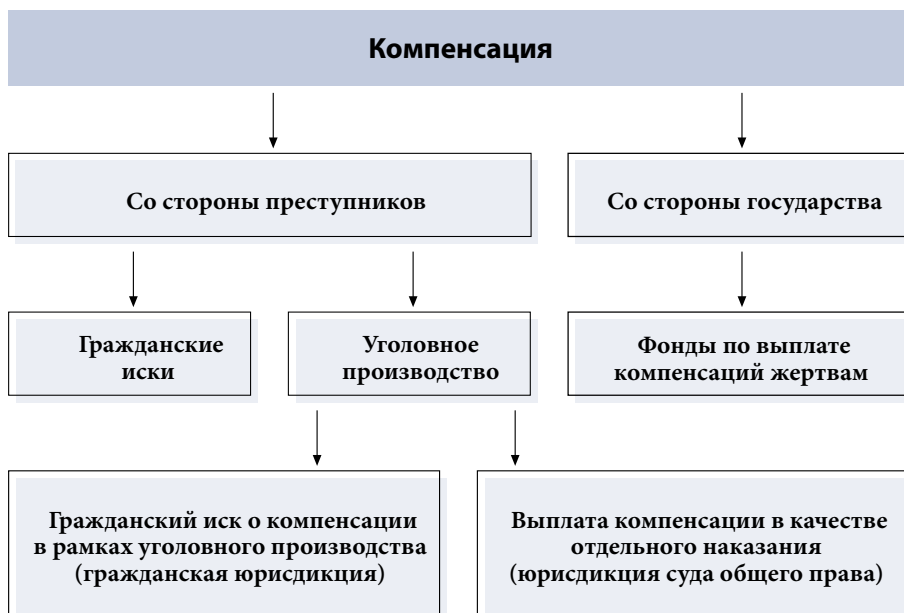 Компенсация
Со стороны преступников
Со стороны государства
Гражданские
иски
Уголовное
производство
Фонды по выплате
компенсаций жертвам
Гражданский иск о компенсации
в рамках уголовного производства
(гражданская юрисдикция)
Выплата компенсации в качестве
отдельного наказания
(юрисдикция суда общего права)